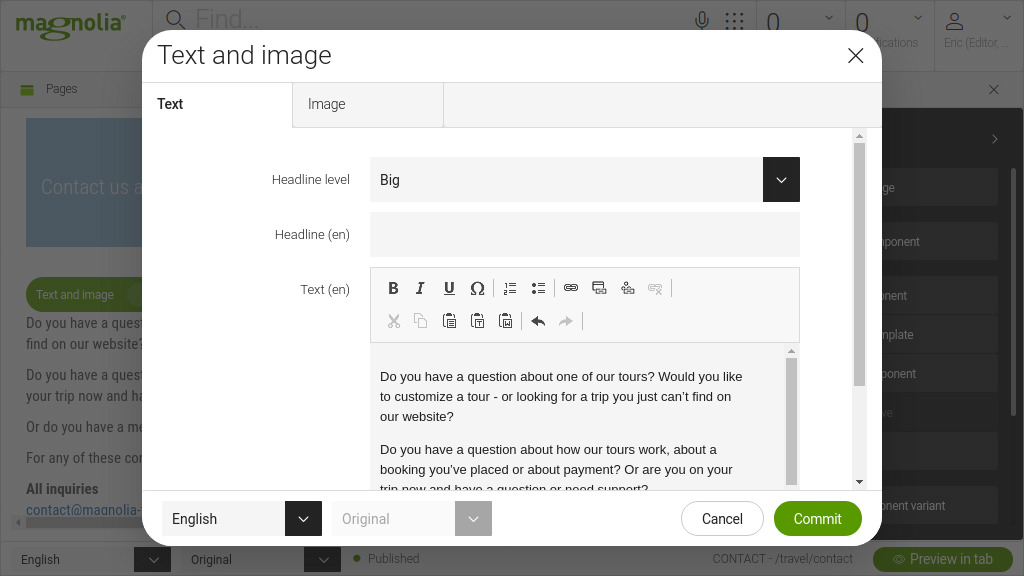 magnolia
Find...
0
0
fications
Eric (Editor, ...
Pages
Text and image
Text
Image
Contact us a
Headline level
Big
ge
Headline (en)
ponent
Text (en)
B I U Ω
Text and image
onent
Do you have a quest
find on our website?
mplate
Do you have a quest
your trip now and ha
ponent
Or do you have a me
ve
For any of these con
All inquiries
contact@magnolia-
onent variant
Do you have a question about one of our tours? Would you like
to customize a tour - or looking for a trip you just can't find on
our website?
Do you have a question about how our tours work, about a
booking you've placed or about payment? Or are you on your
trip now and have a question or need support?
English
Original
Cancel
Commit
English
Original
Published
CONTACT - /travel/contact
Preview in tab